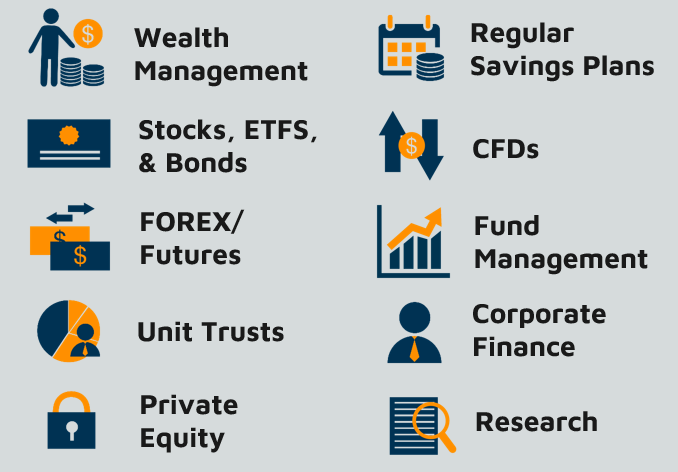 Wealth
Management
Regular
Savings Plans
Stocks, ETFS,
& Bonds
CFDs
FOREX/
Futures
Fund
Management
Unit Trusts
Corporate
Finance
Private
Equity
Research
$
$
$
$